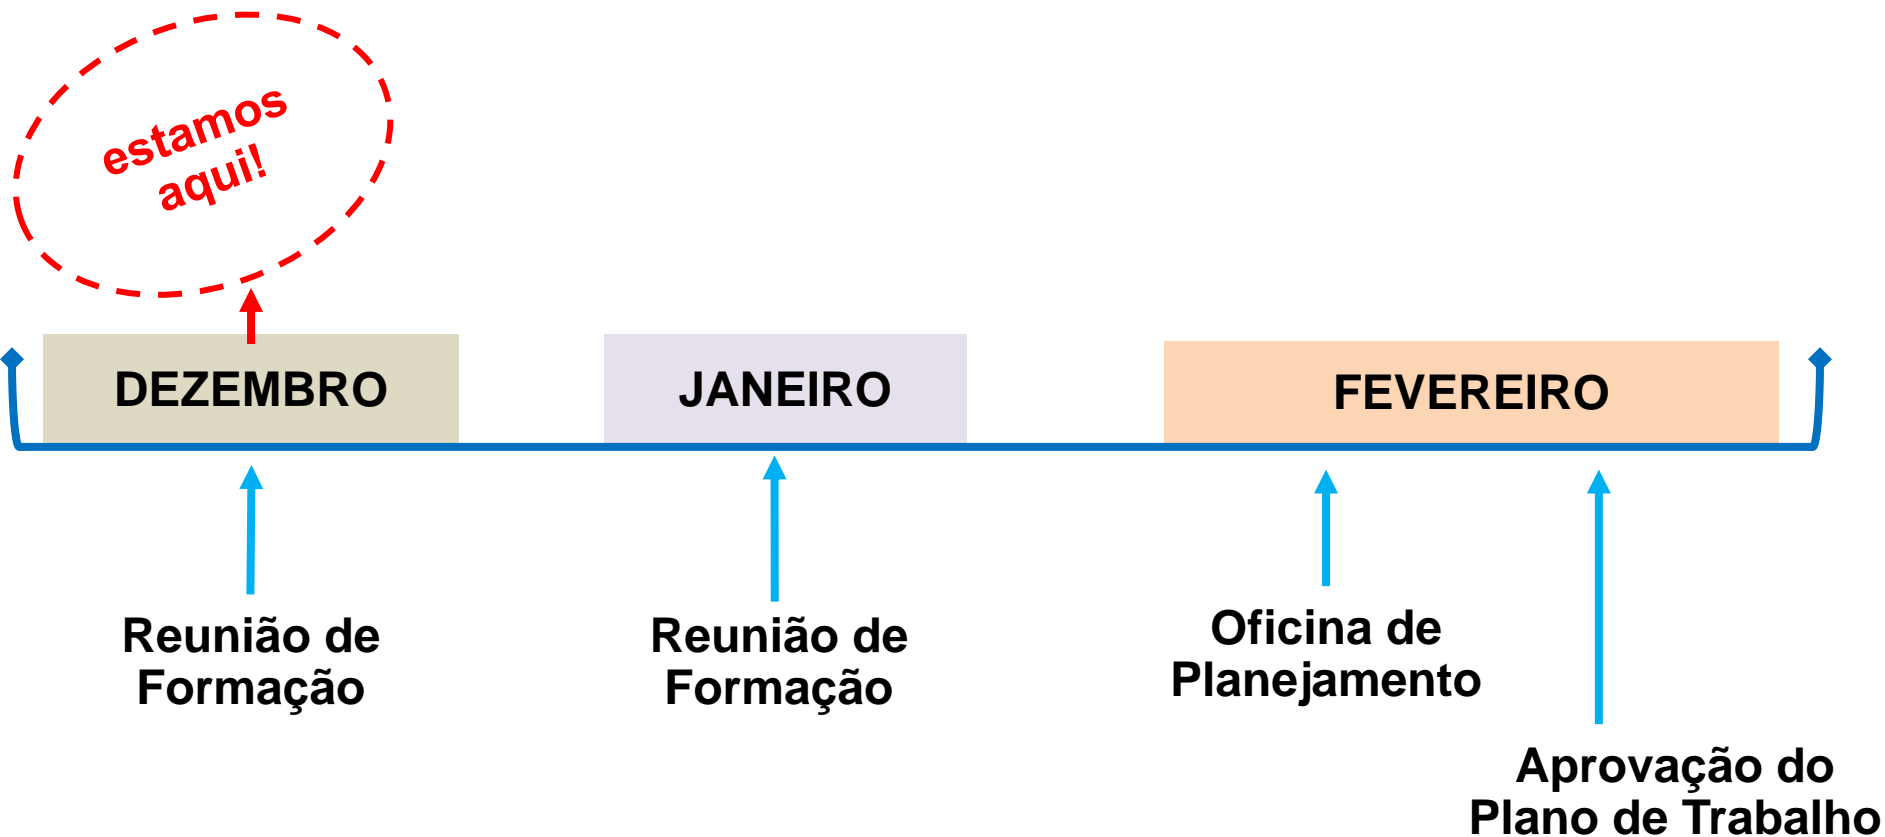 estamos
aqui!
DEZEMBRO
JANEIRO
FEVEREIRO
Reunião de
Formação
Reunião de
Formação
Oficina de
Planejamento
Aprovação do
Plano de Trabalho